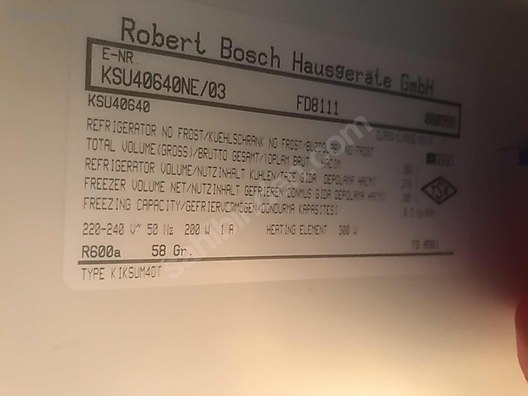 Robert Bosch Hausgeräte GmbH
E-NR.
KSU40640NE/03 FD8111
KSU40640
REFRIGERATOR NO FROST/KUEHLSCHRANK NO FROST/BUZDOLABI NO FROST
TOTAL VOLUME(GROSS)/BRUTTO GESAMT/TOPLAM BRUT
REFRIGERATOR VOLUME/NUTZINHALT KUHLEN/TAZE GIDA DEPOLAMA HACMI
FREEZER VOLUME NET/NUTZINHALT GEFRIEREN/DONMUS GIDA DEPOLAMA HACMI
FREEZING CAPACITY/GEFRIERVERMOGEN/DONDURMA KAPASITESI
TSE
220-240 V~ 50 Hz 200 W 1 A HEATING ELEMENT 300 W
R600a 58 Gr.
TYPE KIKSUM40T